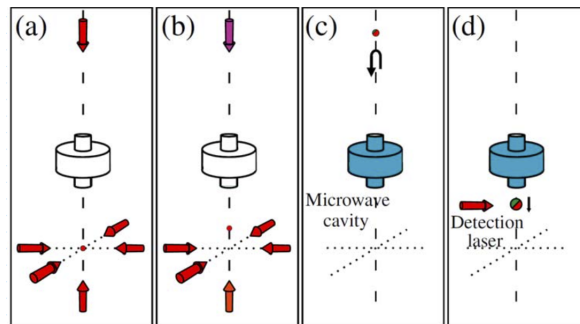 (a)
(b)
(c)
(d)
Microwave
cavity
Detection
laser